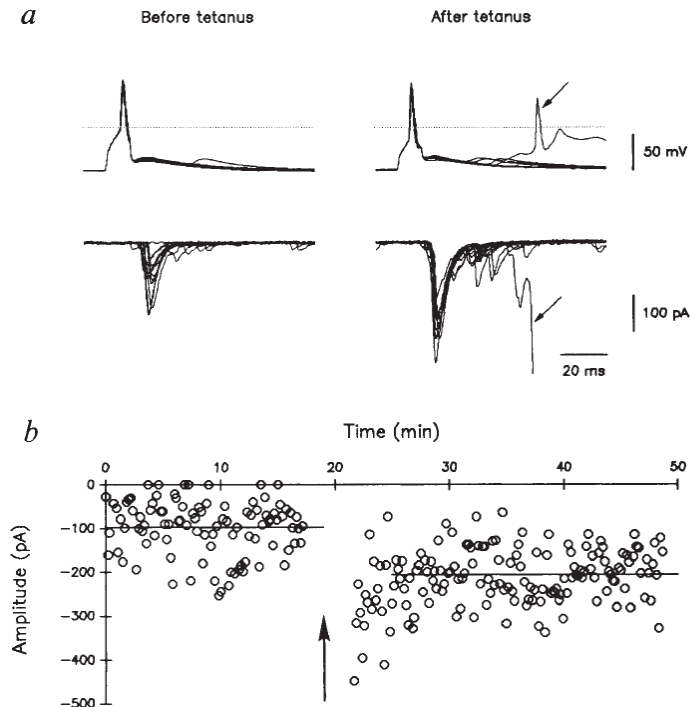 a
Before tetanus
After tetanus
50 mV
100 pA
20 ms
b
Time (min)
0 10 20 30 40 50
0
-100
-200
-300
-400
-500
Amplitude (pA)